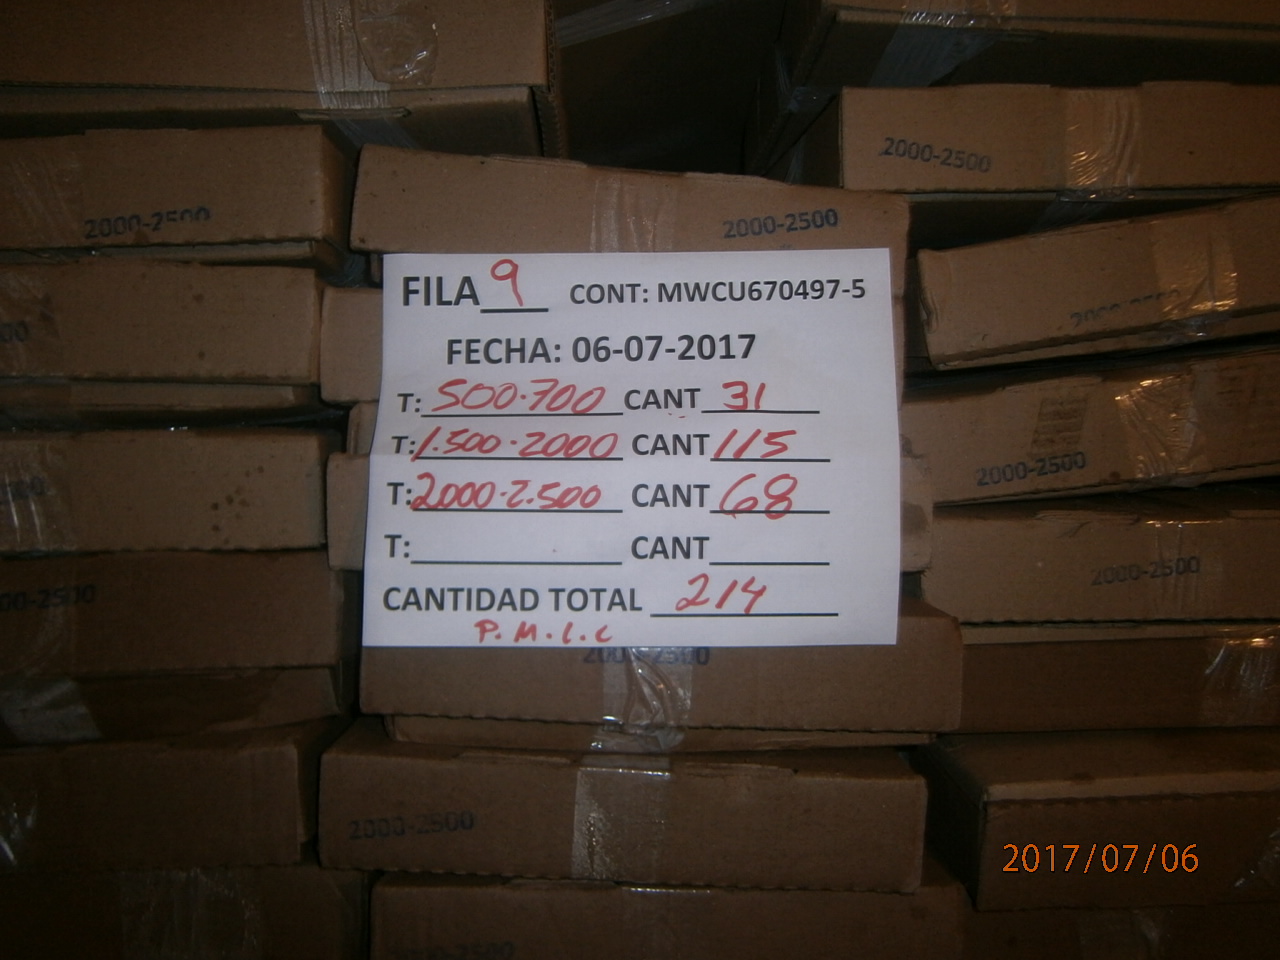 2000-2500
2000-2500
2000-2500
FILA 9 CONT: MWCU670497-5
FECHA: 06-07-2017
T: 500-700 CANT 31
T: 1.500-2000 CANT 115
T: 2000-2.500 CANT 68
T: CANT
CANTIDAD TOTAL 214
P.M.I.C
2000-2500
2000-2500
2000-2500
2000-2500
2017/07/06